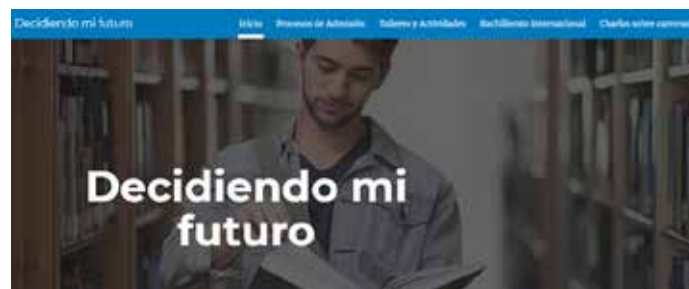 Decidiendo mi futuro
Inicio Procesos de Admisión Talleres y Actividades Bachillerato Internacional Charlas sobre carreras
Decidiendo mi
futuro